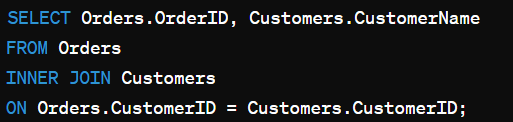 SELECT Orders.OrderID, Customers.CustomerName
FROM Orders
INNER JOIN Customers
ON Orders.CustomerID = Customers.CustomerID;